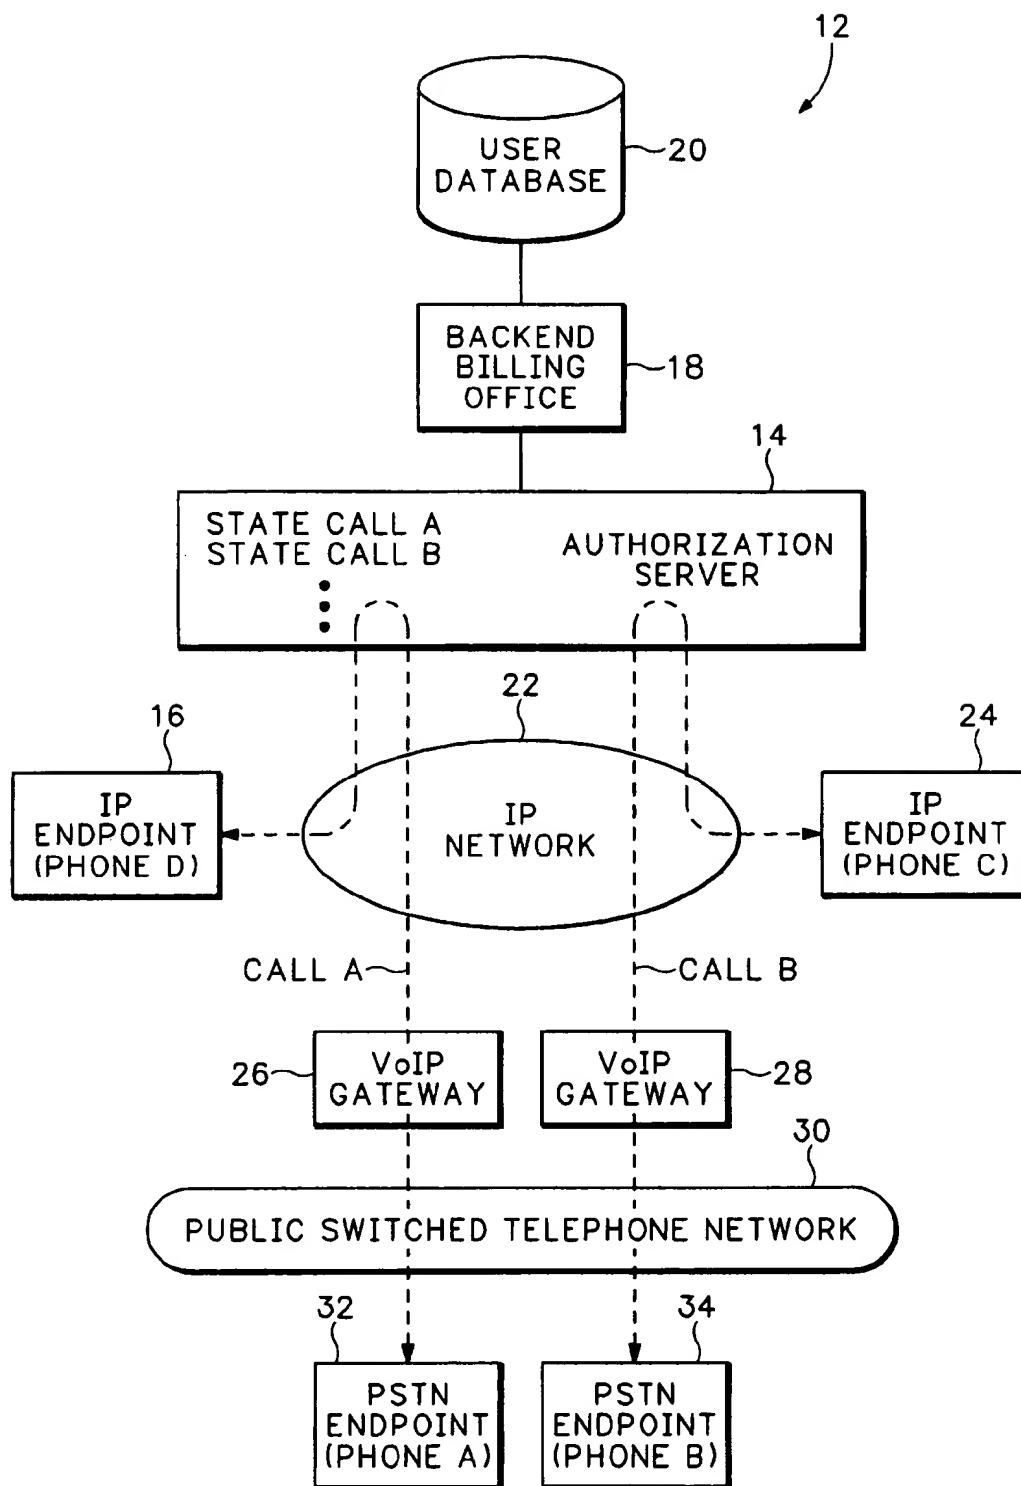 12
USER
DATABASE
20
BACKEND
BILLING
OFFICE
18
14
STATE CALL A
STATE CALL B
AUTHORIZATION
SERVER
22
16
24
IP
ENDPOINT
(PHONE D)
IP
NETWORK
IP
ENDPOINT
(PHONE C)
CALL A
CALL B
26
VoIP
GATEWAY
VoIP
GATEWAY
28
30
PUBLIC SWITCHED TELEPHONE NETWORK
32
34
PSTN
ENDPOINT
(PHONE A)
PSTN
ENDPOINT
(PHONE B)